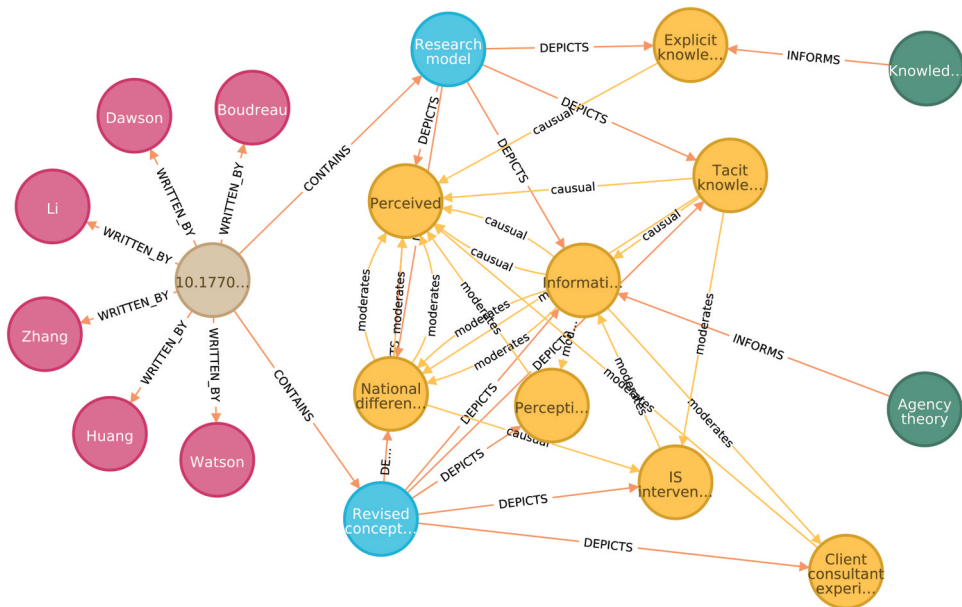 Research
model
DEPICTS
Explicit
knowle…
INFORMS
Knowled…
Boudreau
Dawson
WRITTEN_BY
WRITTEN_BY
CONTAINS
DEPICTS
DEPICTS
causual
DEPICTS
Tacit
knowle…
Li
WRITTEN_BY
Perceived
causual
causual
causual
causual
10.1770…
Informati…
WRITTEN_BY
Zhang
WRITTEN_BY
WRITTEN_BY
moderates
moderates
moderates
moderates
moderates
moderates
moderates
INFORMS
CONTAINS
National
differen…
DEPICTS
DEPICTA…
Percepti…
moderates
moderates
Agency
theory
Huang
Watson
causual
DE…
DEPICTS
IS
interven…
Revised
concept…
DEPICTS
DEPICTS
Client
consultant
experi…